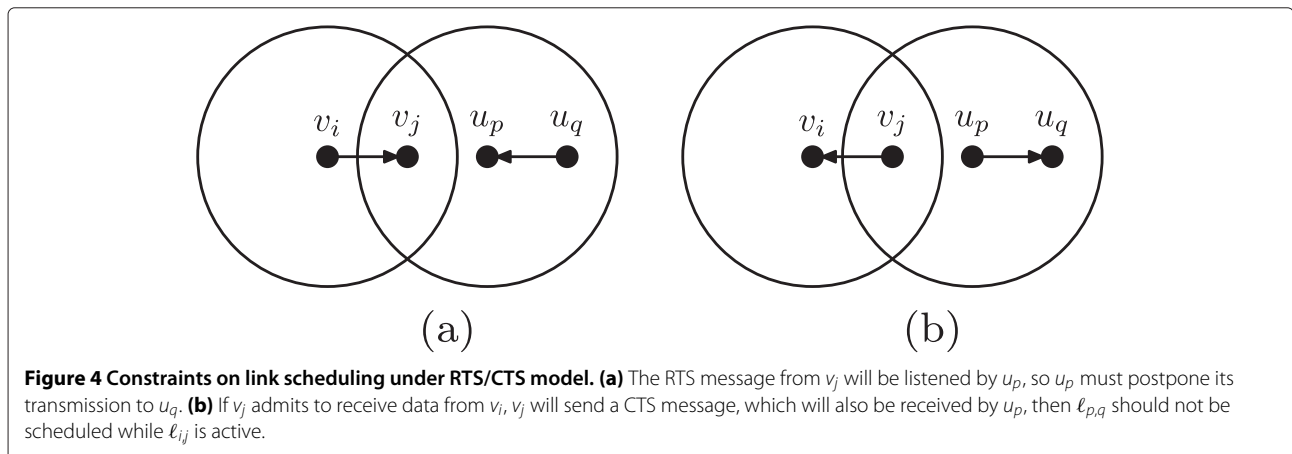 v_i v_j u_p u_q v_i v_j u_p u_q
(a) (b)
Figure 4 Constraints on link scheduling under RTS/CTS model. (a) The RTS message from v_j will be listened by u_p, so u_p must postpone its
transmission to u_q. (b) If v_j admits to receive data from v_i, v_j will send a CTS message, which will also be received by u_p, then ℓ_{p,q} should not be
scheduled while ℓ_{i,j} is active.